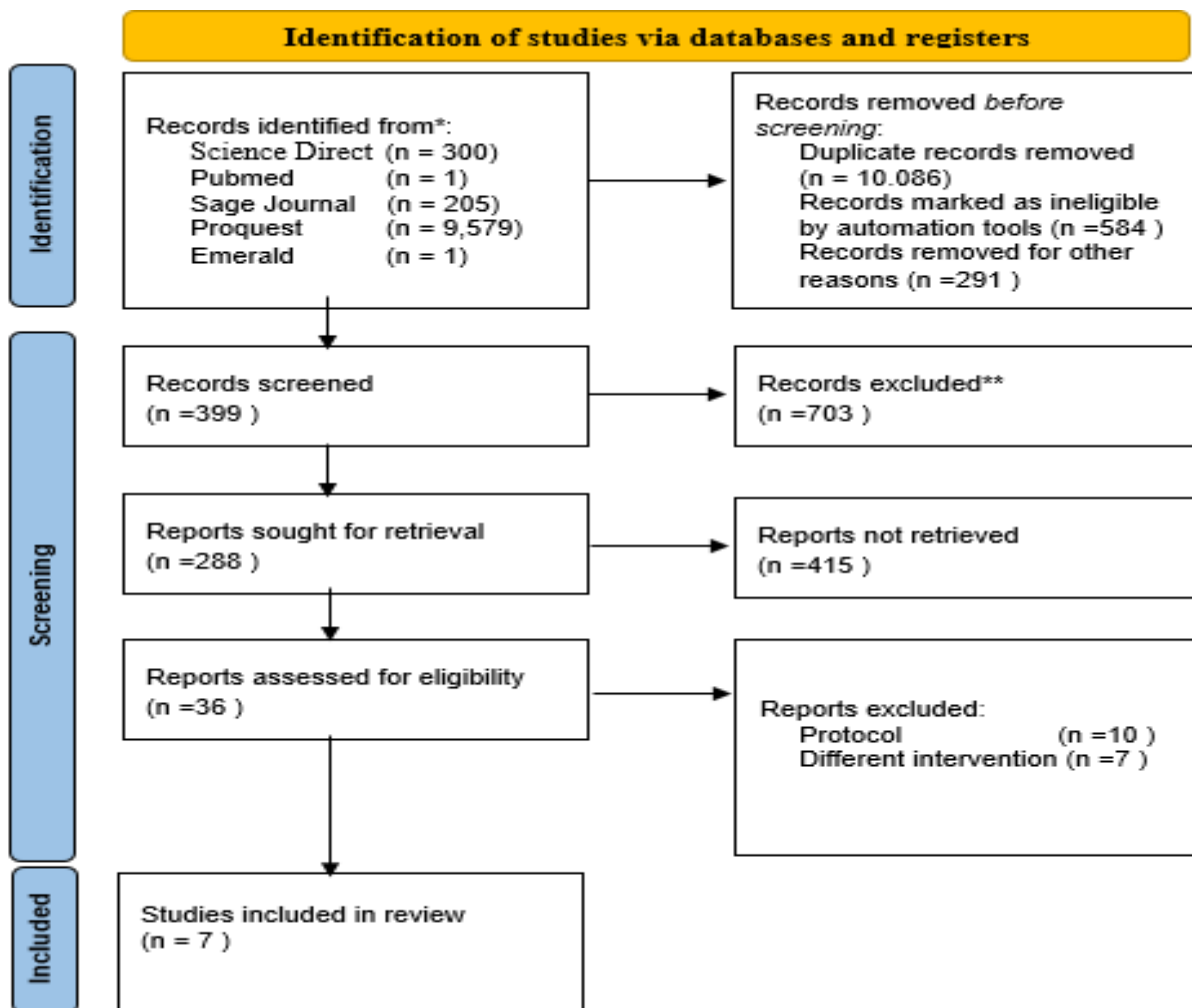 Identification of studies via databases and registers
Identification
Records identified from*:
Science Direct (n = 300)
Pubmed (n = 1)
Sage Journal (n = 205)
Proquest (n = 9,579)
Emerald (n = 1)
Records removed before
screening:
Duplicate records removed
(n = 10.086)
Records marked as ineligible
by automation tools (n =584 )
Records removed for other
reasons (n =291 )
Screening
Records screened
(n =399 )
Records excluded**
(n =703 )
Reports sought for retrieval
(n =288 )
Reports not retrieved
(n =415 )
Reports assessed for eligibility
(n =36 )
Reports excluded:
Protocol (n =10 )
Different intervention (n =7 )
Included
Studies included in review
(n = 7 )